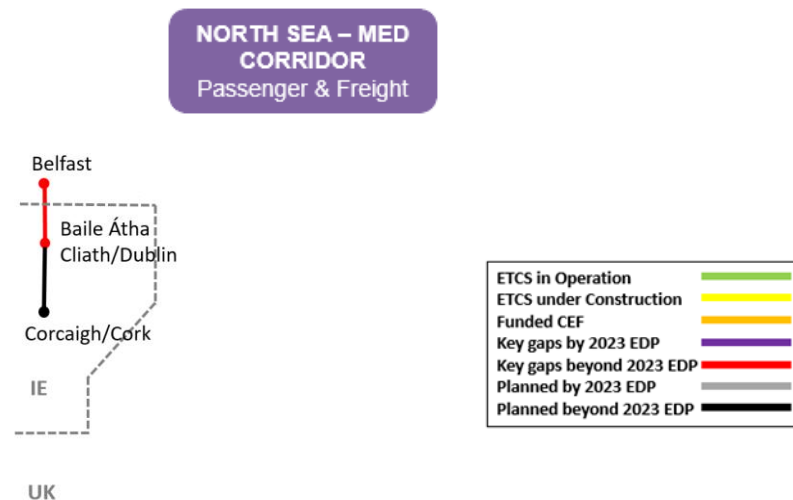 NORTH SEA – MED
CORRIDOR
Passenger & Freight
Belfast
Baile Átha
Cliath/Dublin
Corcaigh/Cork
IE
UK
ETCS in Operation
ETCS under Construction
Funded CEF
Key gaps by 2023 EDP
Key gaps beyond 2023 EDP
Planned by 2023 EDP
Planned beyond 2023 EDP